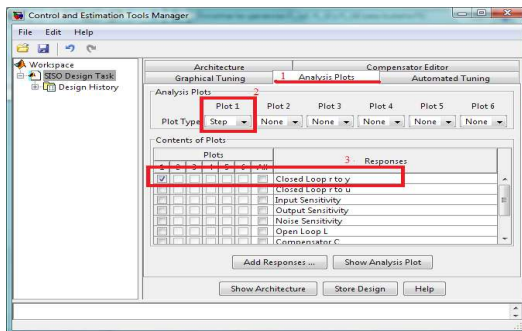 Control and Estimation Tools Manager
File Edit Help
Workspace
SISO Design Task
Design History
Architecture Compensator Editor
Graphical Tuning 1 Analysis Plots Automated Tuning
Analysis Plots 2
Plot 1 Plot 2 Plot 3 Plot 4 Plot 5 Plot 6
Plot Type Step None None None None None
Contents of Plots
Plots 3 Responses
1 2 3 4 5 6 All
Closed Loop r to y
Closed Loop r to u
Input Sensitivity
Output Sensitivity
Noise Sensitivity
Open Loop L
Compensator C
Add Responses ... Show Analysis Plot
Show Architecture Store Design Help